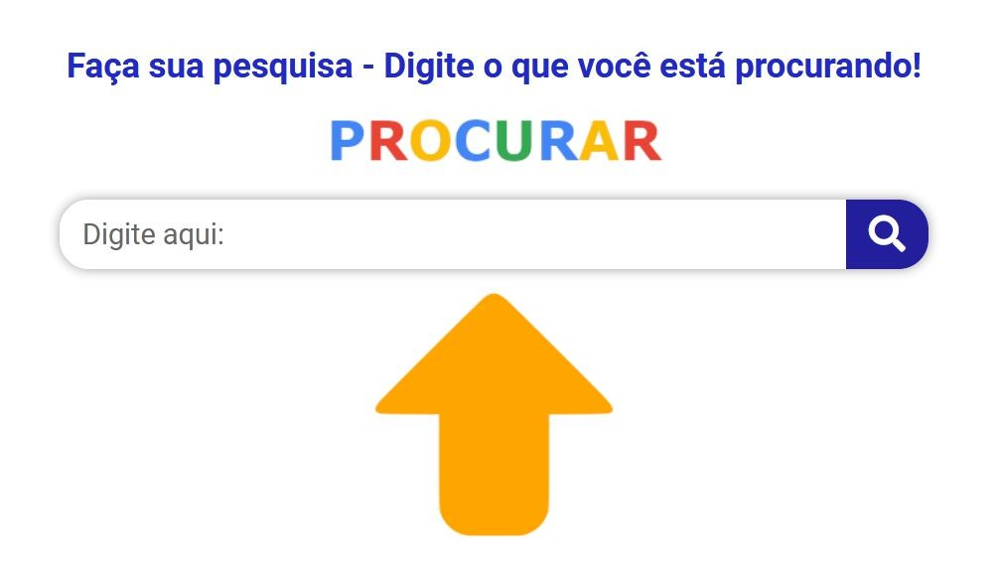 Faça sua pesquisa - Digite o que você está procurando!
PROCURAR
Digite aqui: